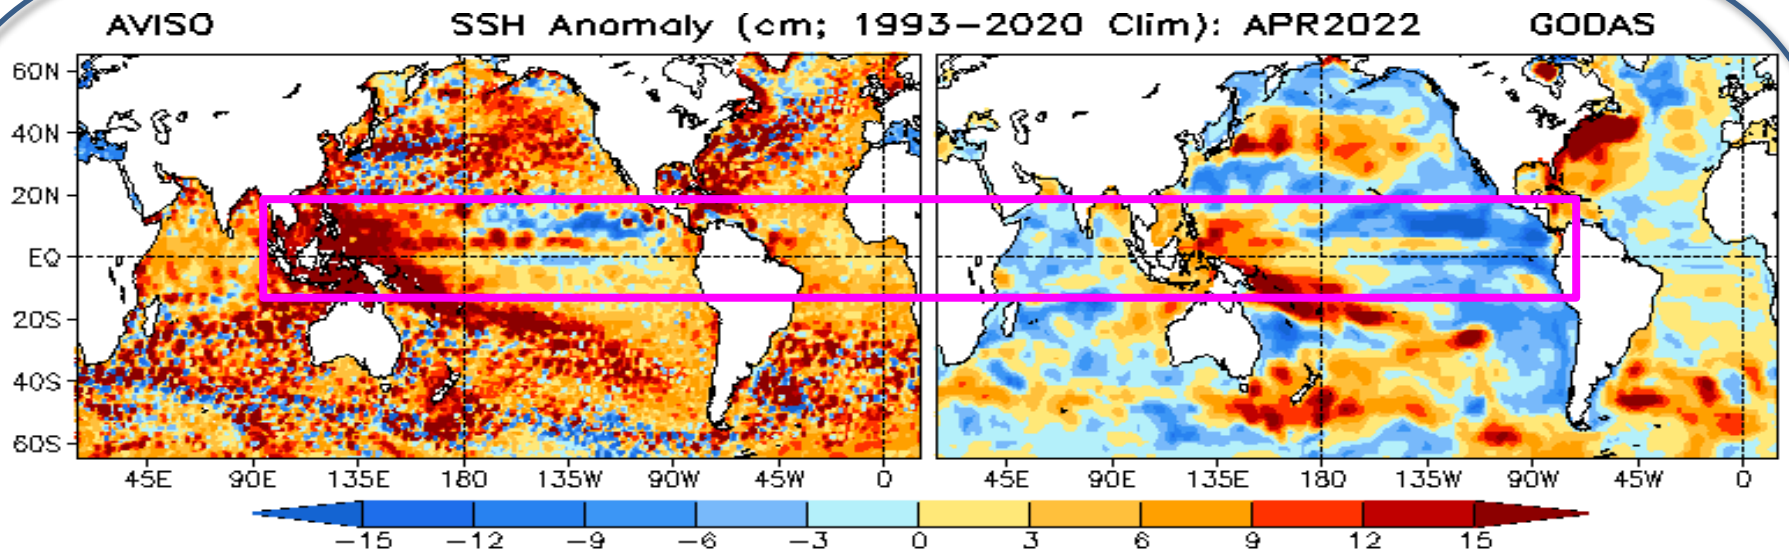 AVISO SSH Anomaly (cm; 1993-2020 Clim): APR2022 GODAS
60N
40N
20N
EQ
20S
40S
60S
45E 90E 135E 180 135W 90W 45W 0 45E 90E 135E 180 135W 90W 45W 0
-15 -12 -9 -6 -3 0 3 6 9 12 15